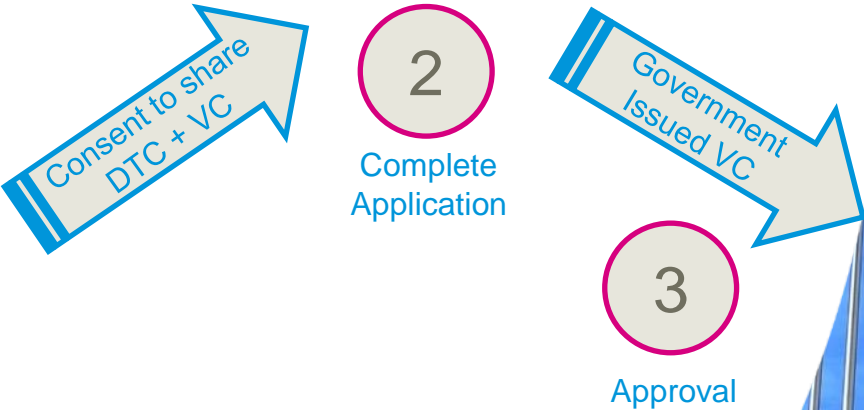 Consent to share
DTC + VC
2
Complete
Application
Government
Issued VC
3
Approval